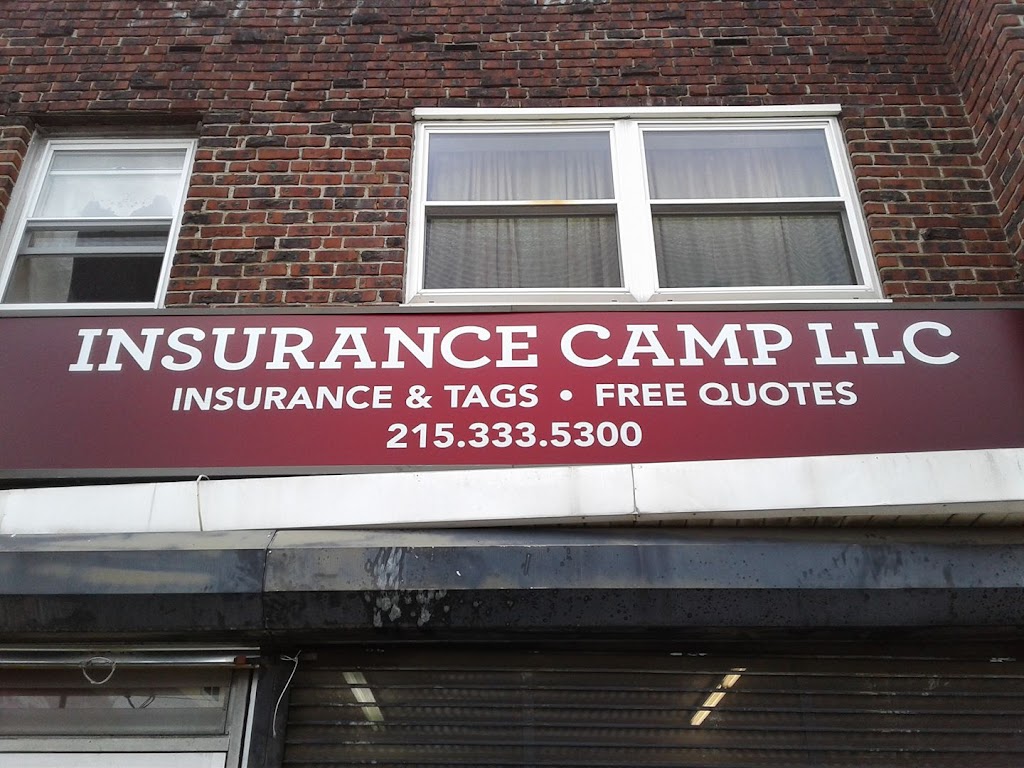 INSURANCE CAMP LLC
INSURANCE & TAGS • FREE QUOTES
215.333.5300